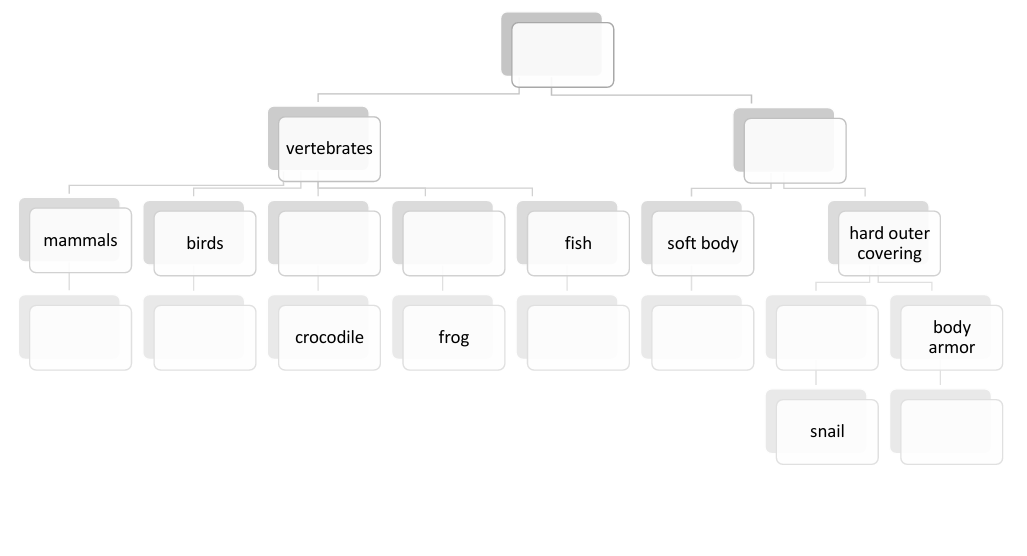 vertebrates
mammals
birds
fish
soft body
hard outer
covering
crocodile
frog
body
armor
snail